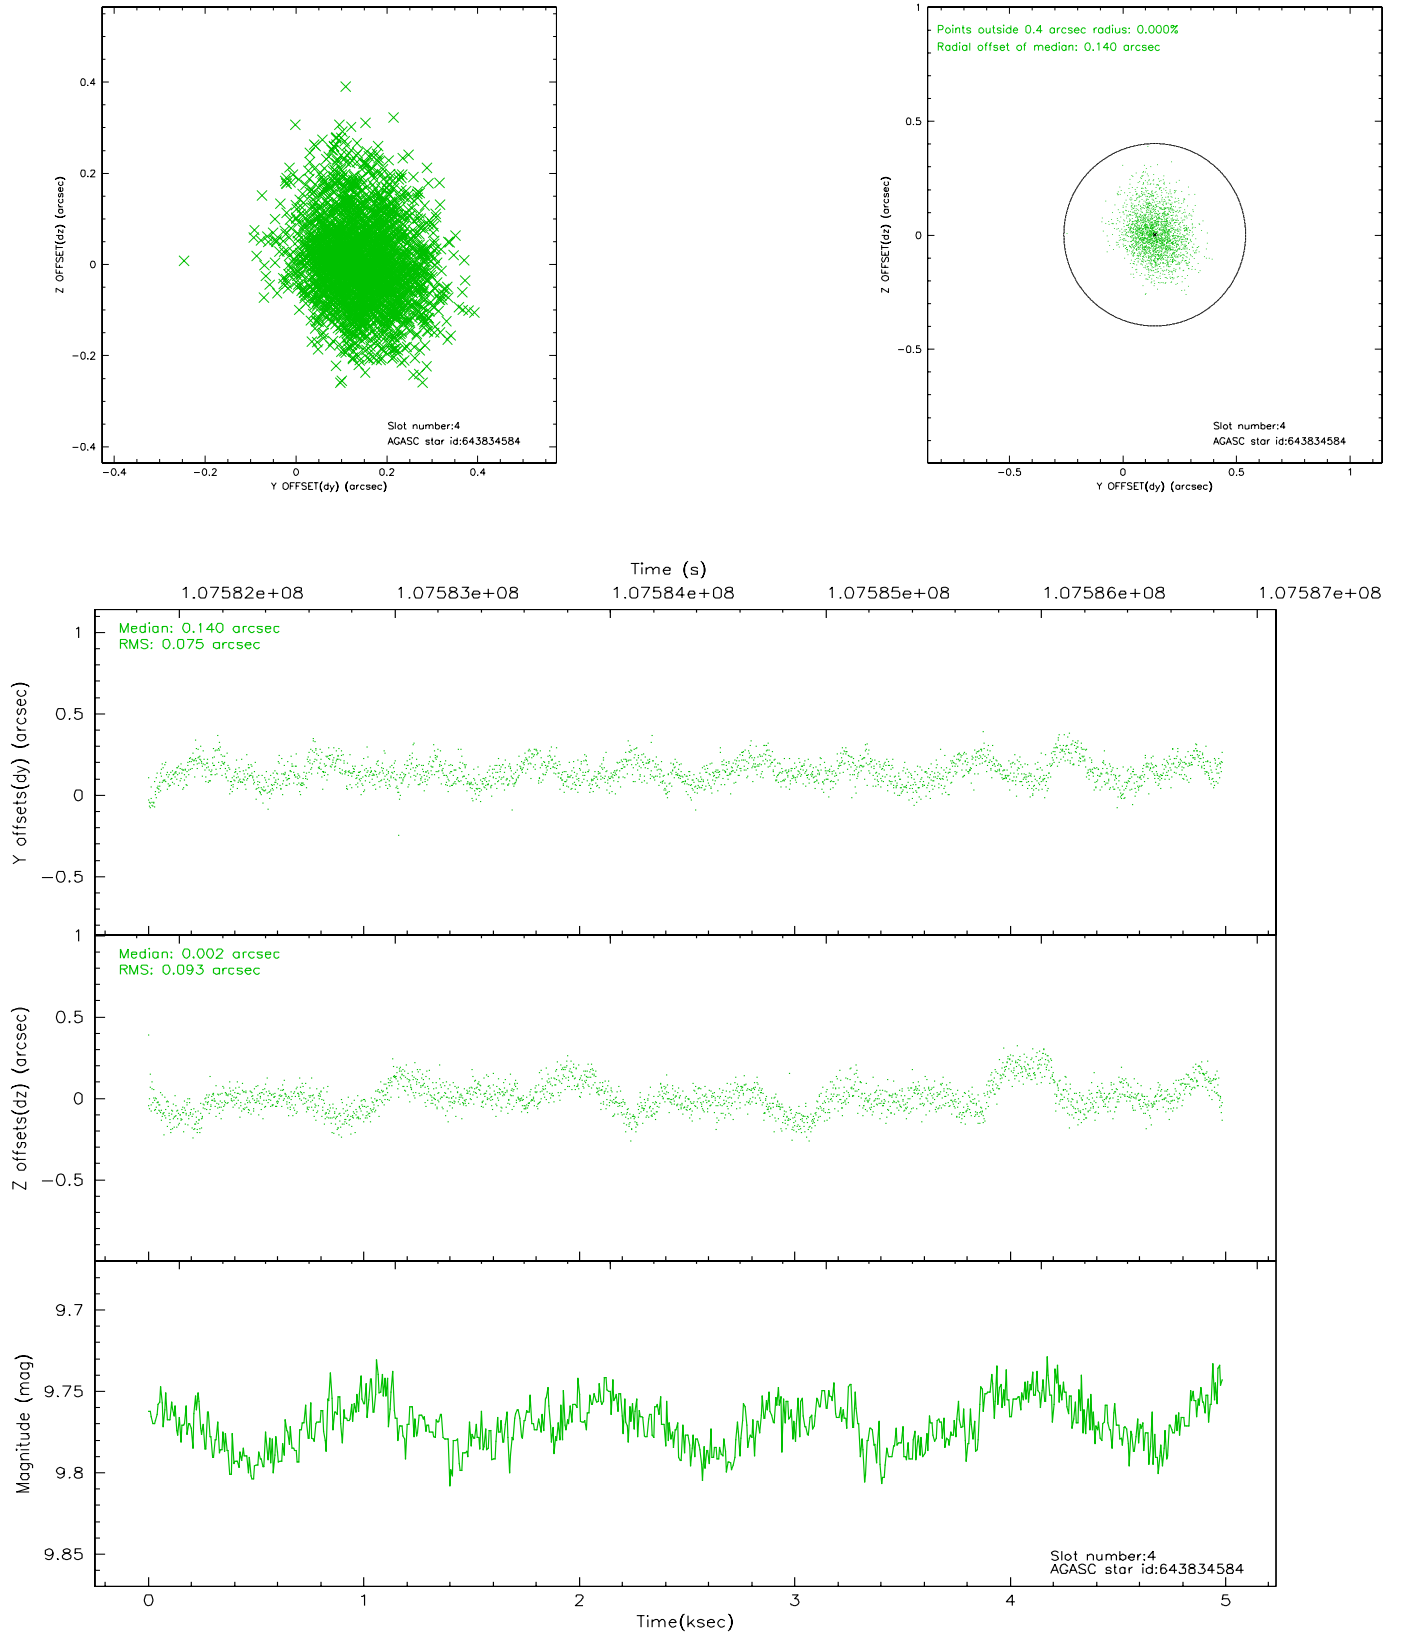 0.4
0.2
0
−0.2
−0.4
Z OFFSET(dz) (arcsec)
Slot number:4
AGASC star id:643834584
−0.4 −0.2 0 0.2 0.4
Y OFFSET(dy) (arcsec)
Points outside 0.4 arcsec radius: 0.000%
Radial offset of median: 0.140 arcsec
1
0.5
0
−0.5
Z OFFSET(dz) (arcsec)
Slot number:4
AGASC star id:643834584
−0.5 0 0.5 1
Y OFFSET(dy) (arcsec)
Time (s)
1.07582e+08 1.07583e+08 1.07584e+08 1.07585e+08 1.07586e+08 1.07587e+08
Median: 0.140 arcsec
RMS: 0.075 arcsec
1
0.5
0
−0.5
Y offsets(dy) (arcsec)
Median: 0.002 arcsec
RMS: 0.093 arcsec
1
0.5
0
−0.5
Z offsets(dz) (arcsec)
9.7
9.75
9.8
9.85
Magnitude (mag)
Slot number:4
AGASC star id:643834584
0 1 2 3 4 5
Time(ksec)